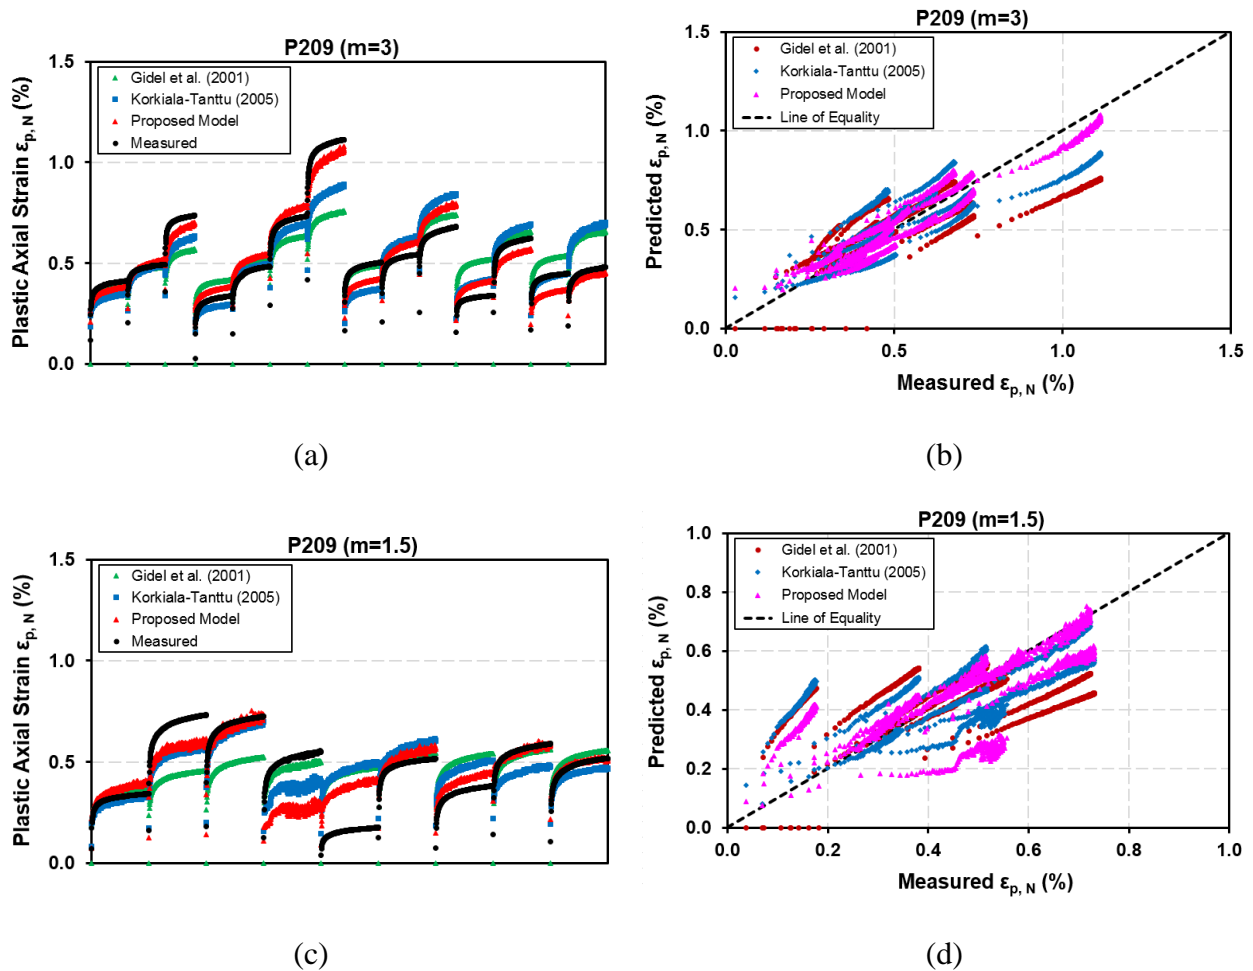 P209 (m=3)
Plastic Axial Strain ε_p, N (%)
1.5
1.0
0.5
0.0
Gidel et al. (2001)
Korkiala-Tanttu (2005)
Proposed Model
Measured
(a)
P209 (m=3)
Predicted ε_p, N (%)
1.5
1.0
0.5
0.0
Gidel et al. (2001)
Korkiala-Tanttu (2005)
Proposed Model
Line of Equality
0.0 0.5 1.0 1.5
Measured ε_p, N (%)
(b)
P209 (m=1.5)
Plastic Axial Strain ε_p, N (%)
1.5
1.0
0.5
0.0
Gidel et al. (2001)
Korkiala-Tanttu (2005)
Proposed Model
Measured
(c)
P209 (m=1.5)
Predicted ε_p, N (%)
1.0
0.8
0.6
0.4
0.2
0.0
Gidel et al. (2001)
Korkiala-Tanttu (2005)
Proposed Model
Line of Equality
0.0 0.2 0.4 0.6 0.8 1.0
Measured ε_p, N (%)
(d)